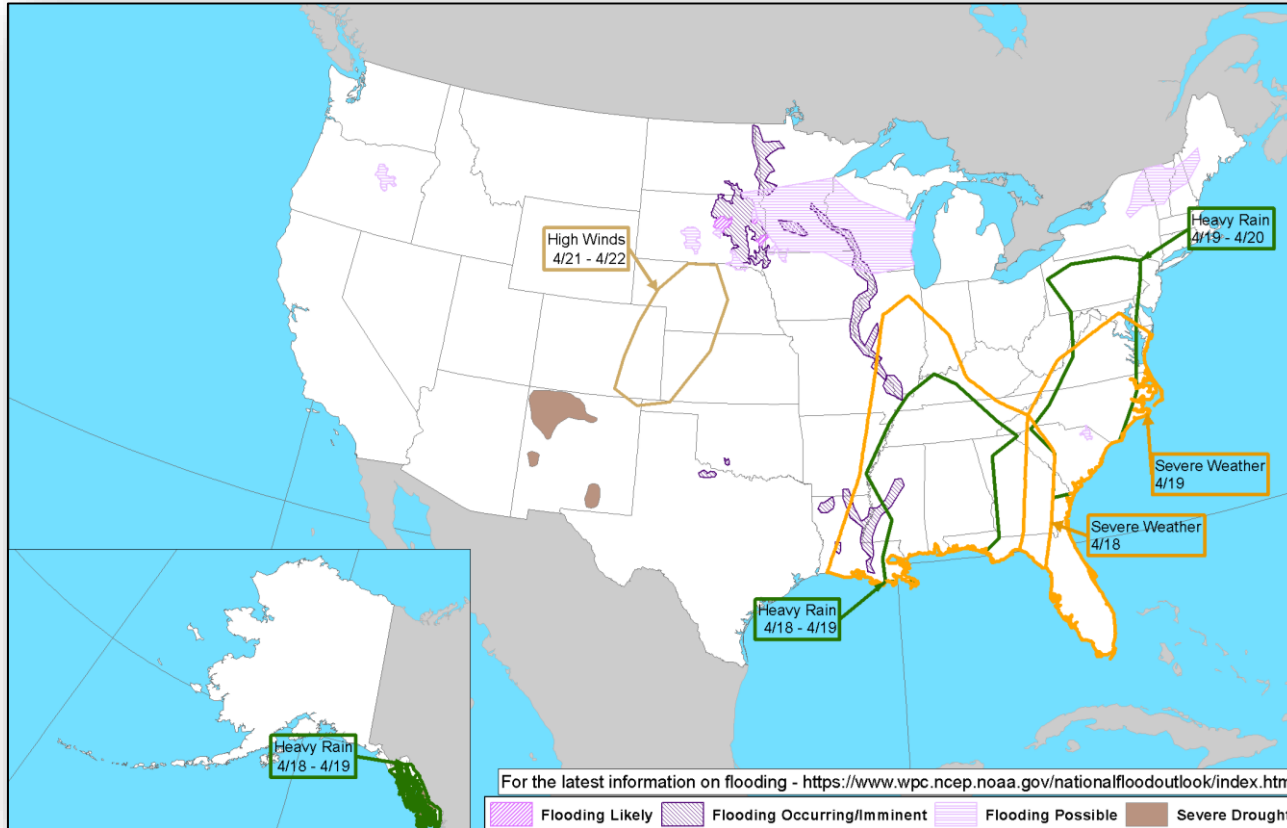 Heavy Rain
4/19 - 4/20
High Winds
4/21 - 4/22
Severe Weather
4/19
Severe Weather
4/18
Heavy Rain
4/18 - 4/19
Heavy Rain
4/18 - 4/19
For the latest information on flooding - https://www.wpc.ncep.noaa.gov/nationalfloodoutlook/index.htm
Flooding Likely Flooding Occurring/Imminent Flooding Possible Severe Drought